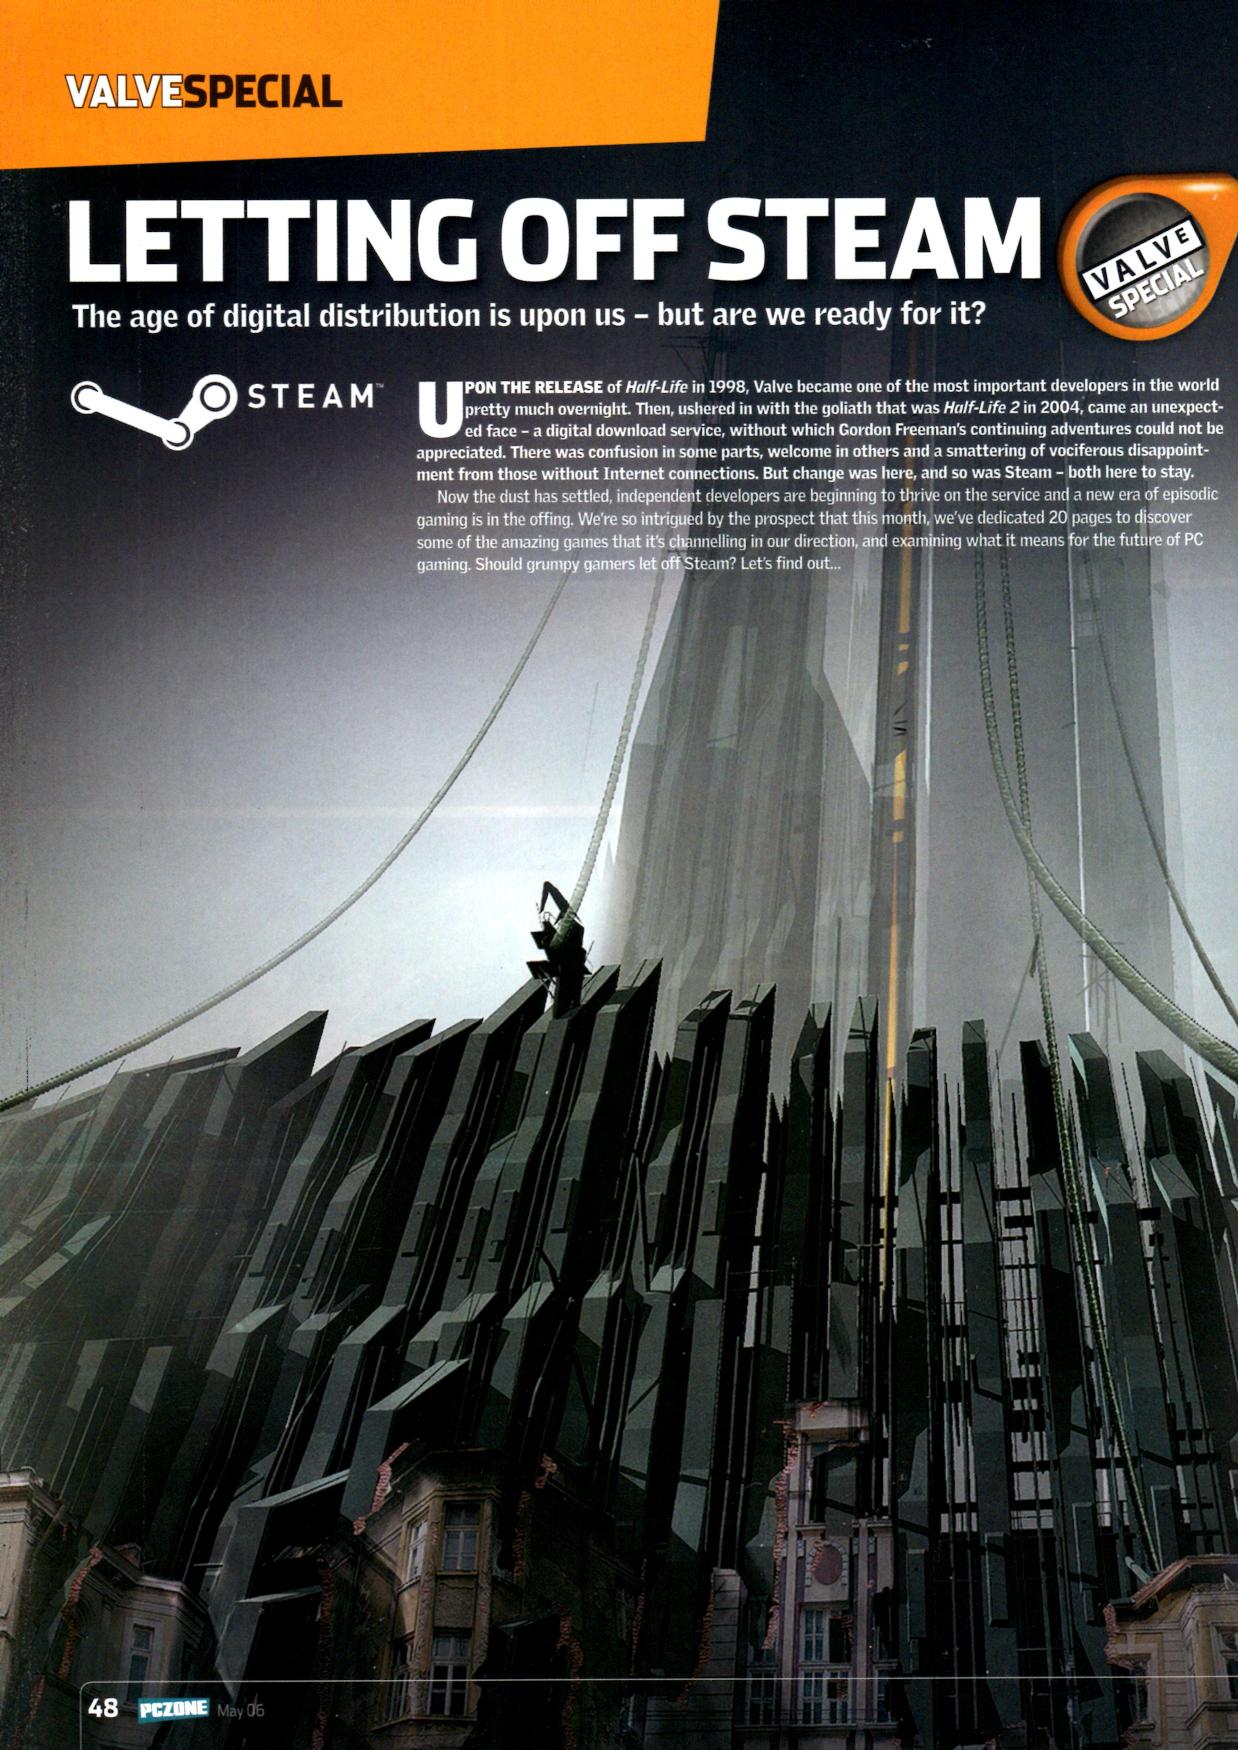 VALVESPECIAL
LETTING OFF STEAM
The age of digital distribution is upon us – but are we ready for it?
VALVE
SPECIAL
STEAM™
UPON THE RELEASE of Half-Life in 1998, Valve became one of the most important developers in the world
pretty much overnight. Then, ushered in with the goliath that was Half-Life 2 in 2004, came an unexpect-
ed face – a digital download service, without which Gordon Freeman's continuing adventures could not be
appreciated. There was confusion in some parts, welcome in others and a smattering of vociferous disappoint-
ment from those without Internet connections. But change was here, and so was Steam – both here to stay.
Now the dust has settled, independent developers are beginning to thrive on the service and a new era of episodic
gaming is in the offing. We're so intrigued by the prospect that this month, we've dedicated 20 pages to discover
some of the amazing games that it's channelling in our direction, and examining what it means for the future of PC
gaming. Should grumpy gamers let off Steam? Let's find out...
48 PCZONE May 06